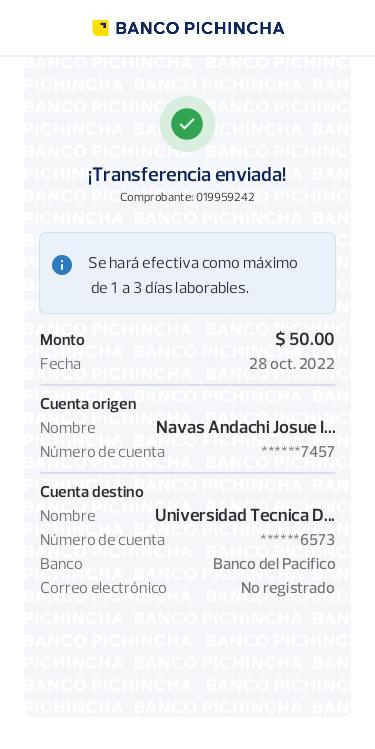 BANCO PICHINCHA
¡Transferencia enviada!
Comprobante: 019959242
Se hará efectiva como máximo
de 1 a 3 días laborables.
Monto $ 50.00
Fecha 28 oct. 2022
Cuenta origen
Nombre Navas Andachi Josue I...
Número de cuenta ******7457
Cuenta destino
Nombre Universidad Tecnica D...
Número de cuenta ******6573
Banco Banco del Pacifico
Correo electrónico No registrado